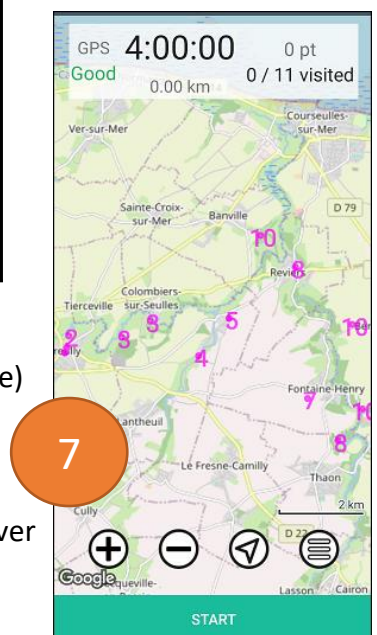 GPS 4:00:00 0 pt
Good 0.00 km 0 / 11 visited
Courseulles-
sur-Mer
Ver-sur-Mer
D 79
Sainte-Croix-
sur-Mer
Banville
10
Reviers
8
Colombiers-
sur-Seulles
Tierceville
2
3
3
5
10
4
e)
Fontaine-Henry
7
10
7
antheuil
8
Le Fresne-Camilly
Thaon
Cully
2 km
ver
D 22
Google
queville-
Lasson
Cairon
START